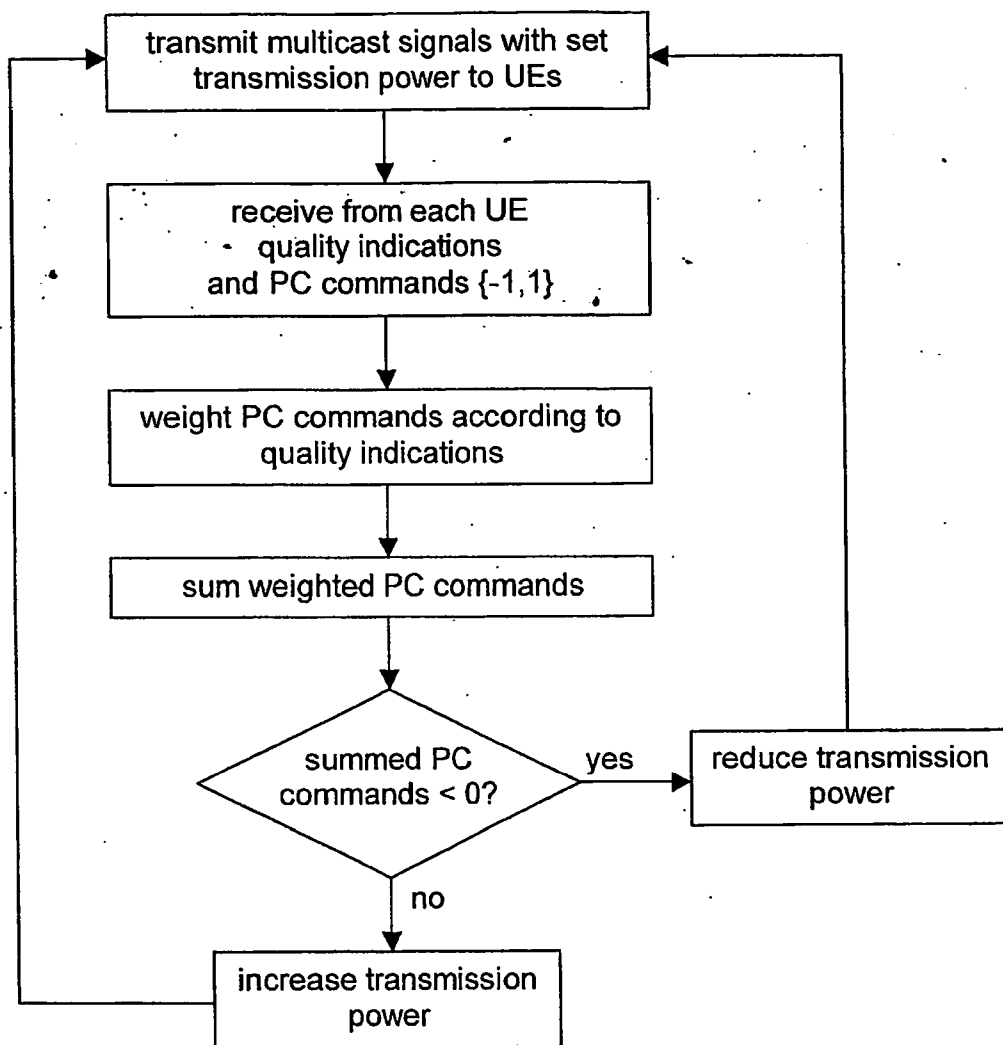 transmit multicast signals with set
transmission power to UEs
receive from each UE
quality indications
and PC commands {-1,1}
weight PC commands according to
quality indications
sum weighted PC commands
summed PC
commands < 0?
yes
reduce transmission
power
no
increase transmission
power